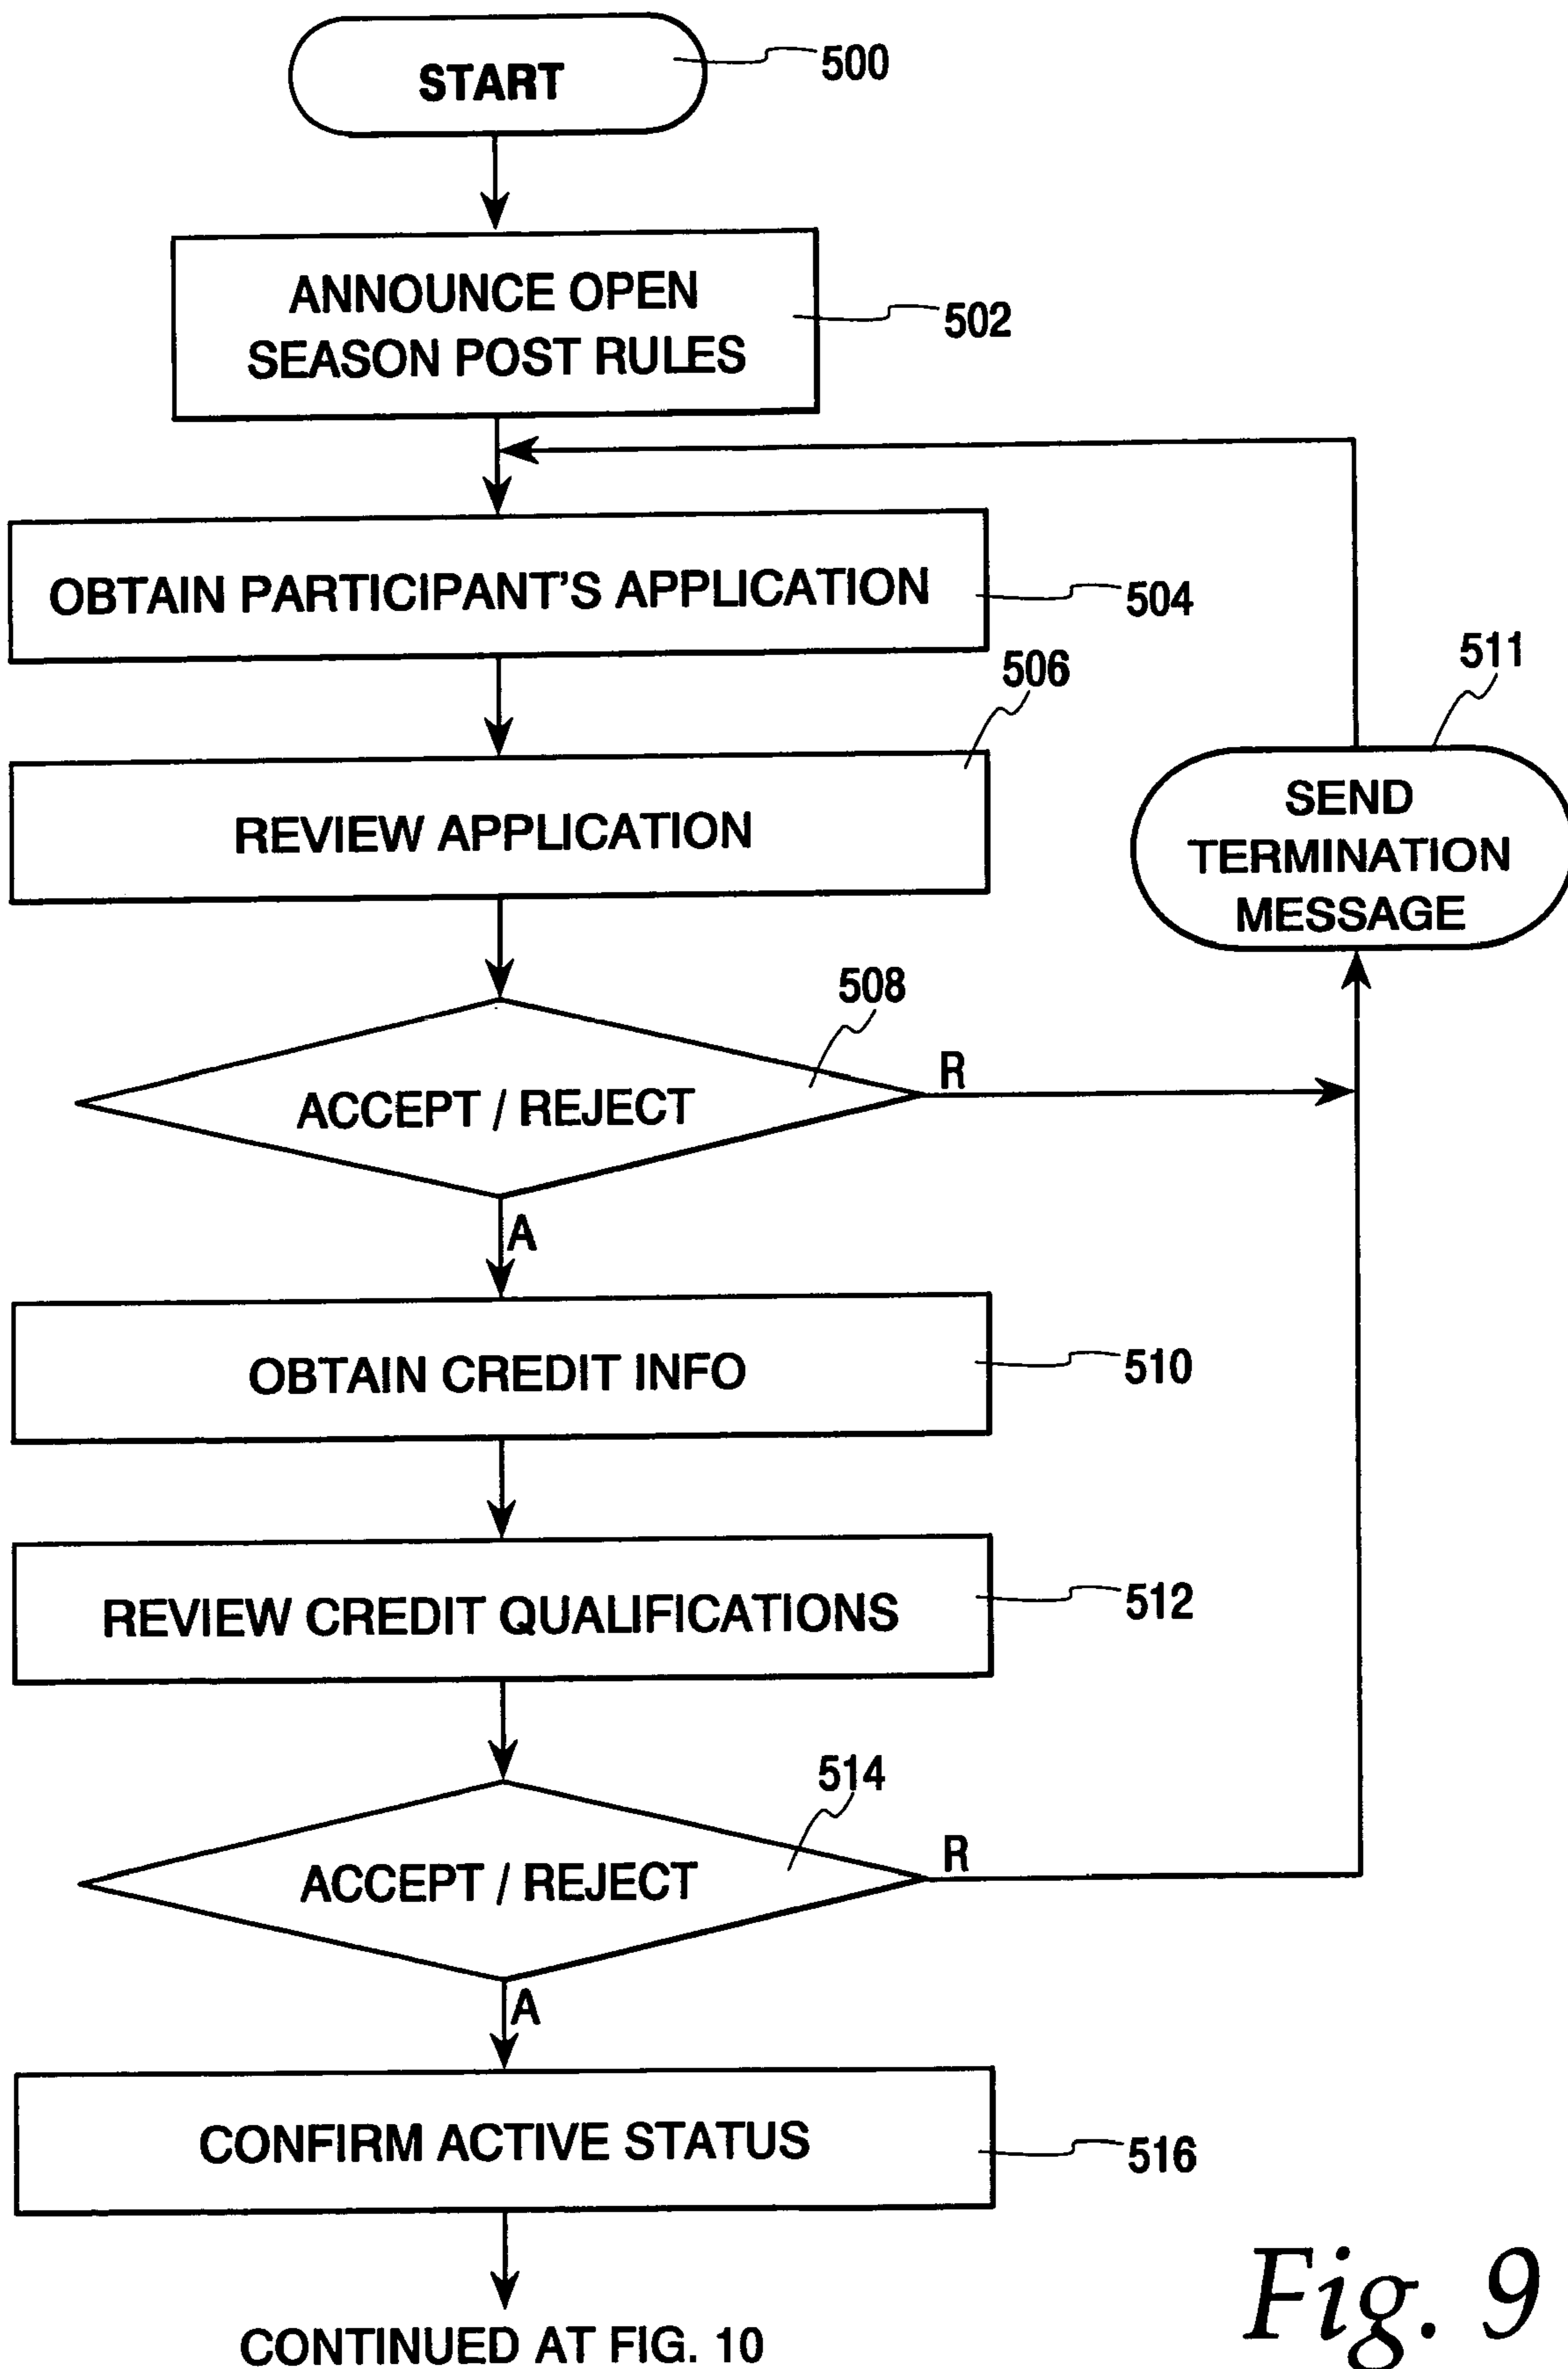 START
500
ANNOUNCE OPEN
SEASON POST RULES
502
OBTAIN PARTICIPANT'S APPLICATION
504
506
REVIEW APPLICATION
511
SEND
TERMINATION
MESSAGE
508
ACCEPT / REJECT
R
A
OBTAIN CREDIT INFO
510
REVIEW CREDIT QUALIFICATIONS
512
514
ACCEPT / REJECT
R
A
CONFIRM ACTIVE STATUS
516
CONTINUED AT FIG. 10
Fig. 9